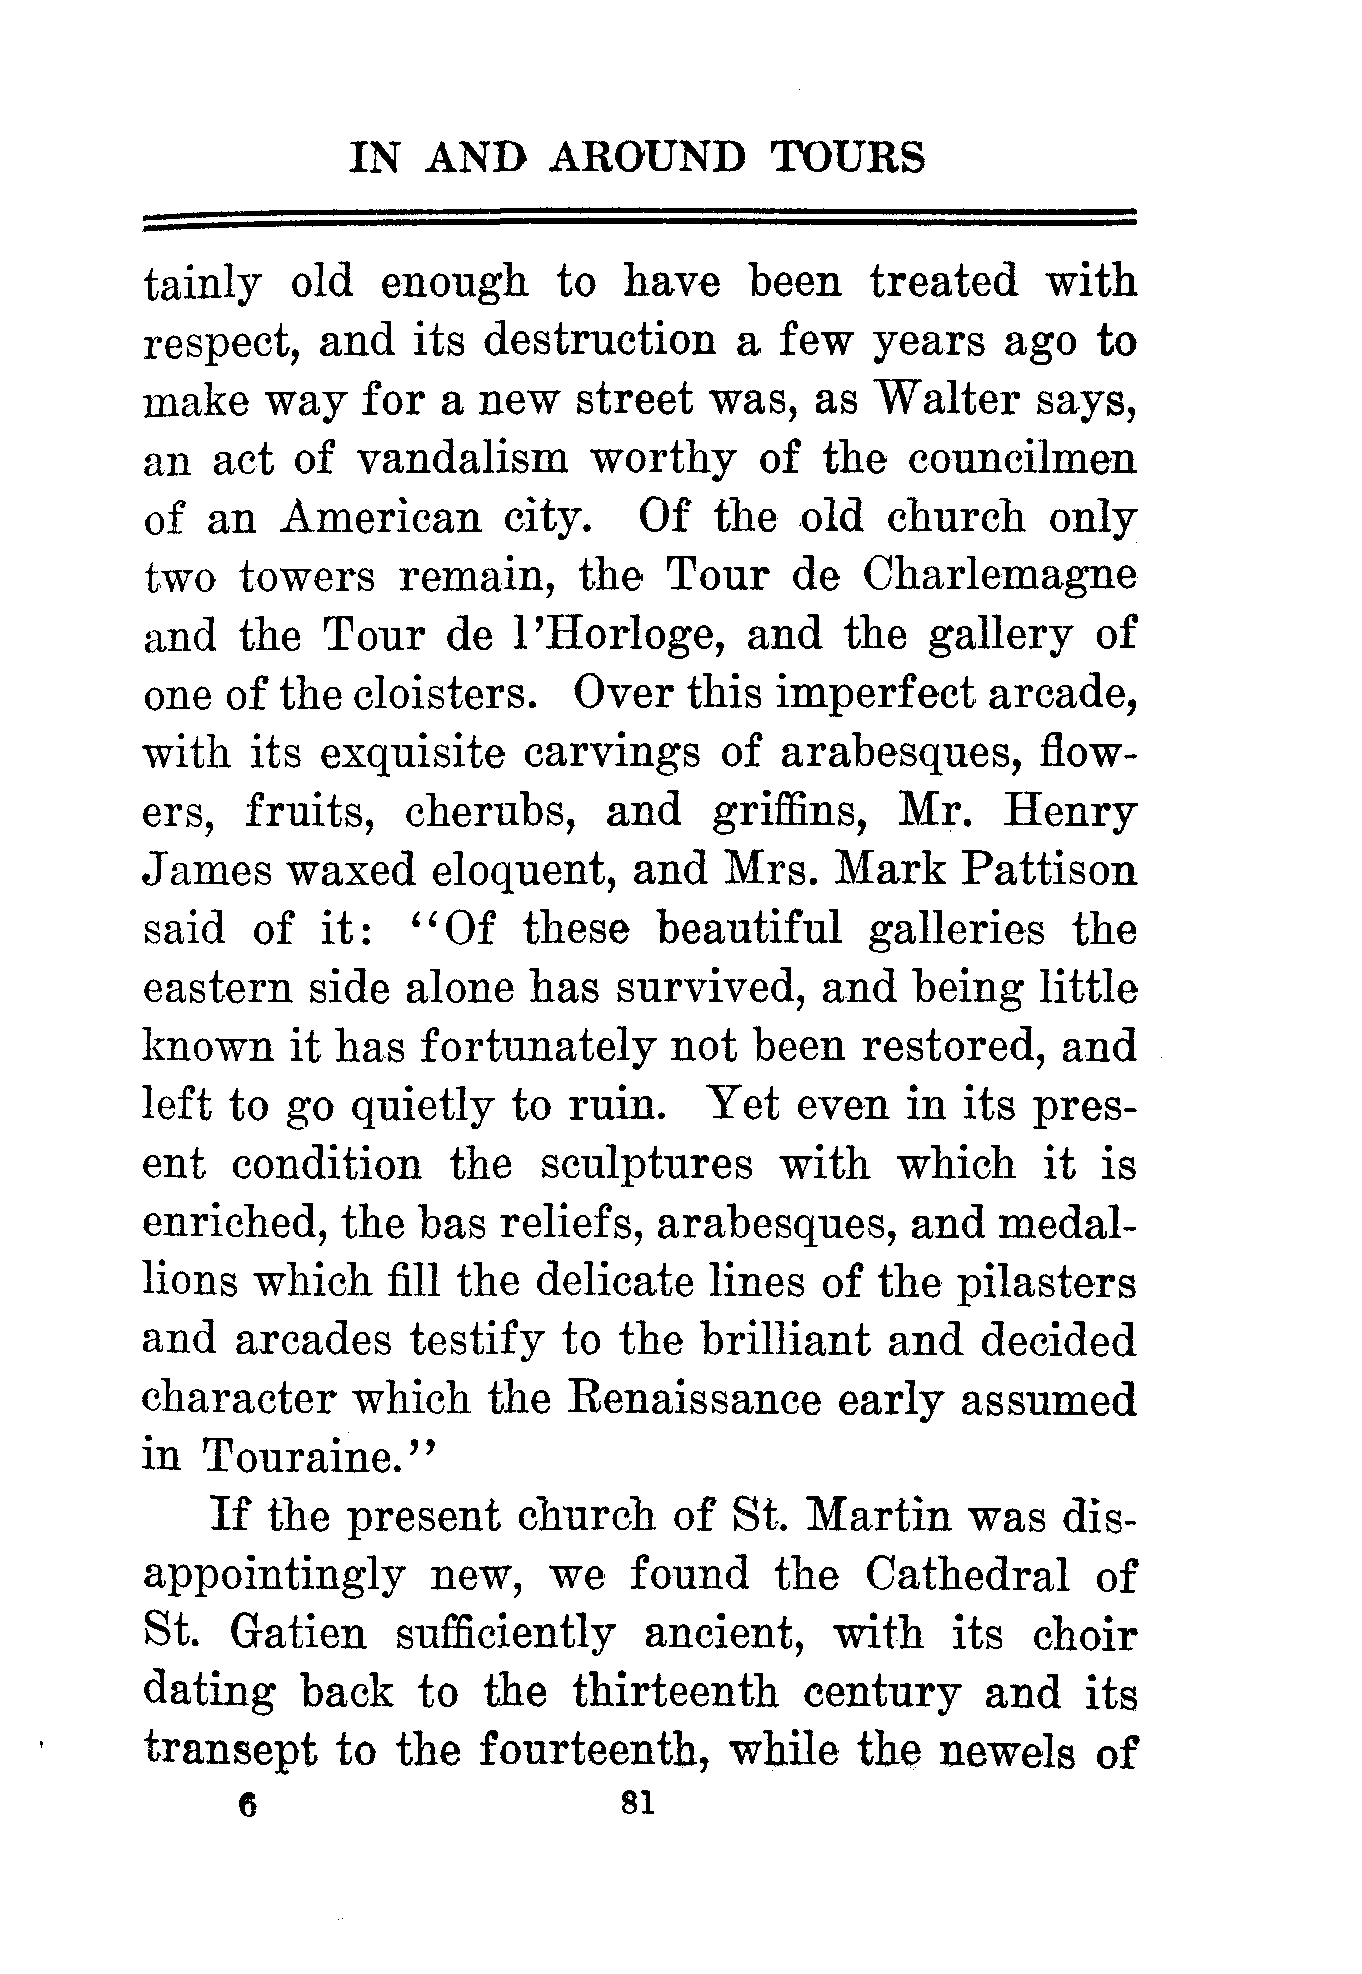 IN AND AROUND TOURS
tainly old enough to have been treated with
respect, and its destruction a few years ago to
make way for a new street was, as Walter says,
an act of vandalism worthy of the councilmen
of an American city. Of the old church only
two towers remain, the Tour de Charlemagne
and the Tour de l'Horloge, and the gallery of
one of the cloisters. Over this imperfect arcade,
with its exquisite carvings of arabesques, flow-
ers, fruits, cherubs, and griffins, Mr. Henry
James waxed eloquent, and Mrs. Mark Pattison
said of it: "Of these beautiful galleries the
eastern side alone has survived, and being little
known it has fortunately not been restored, and
left to go quietly to ruin. Yet even in its pres-
ent condition the sculptures with which it is
enriched, the bas reliefs, arabesques, and medal-
lions which fill the delicate lines of the pilasters
and arcades testify to the brilliant and decided
character which the Renaissance early assumed
in Touraine."
If the present church of St. Martin was dis-
appointingly new, we found the Cathedral of
St. Gatien sufficiently ancient, with its choir
dating back to the thirteenth century and its
transept to the fourteenth, while the newels of
6 81